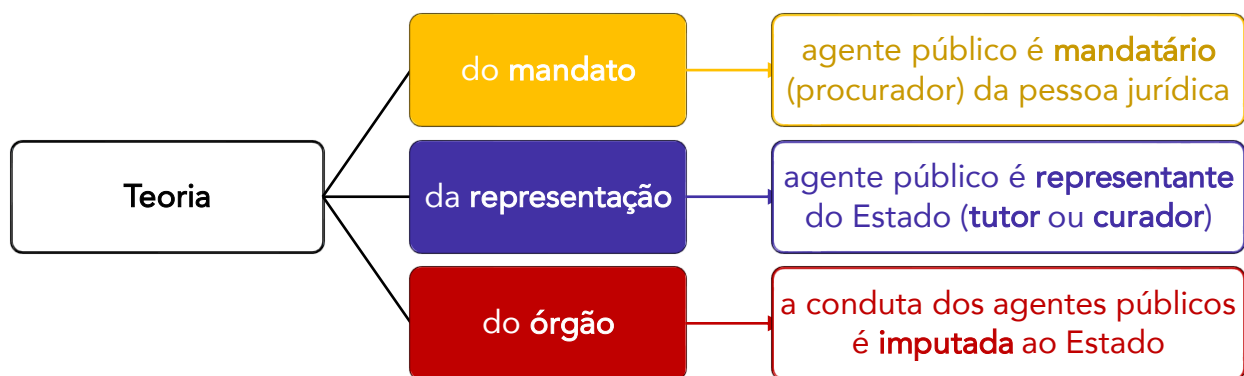 Teoria
do mandato
agente público é mandatário
(procurador) da pessoa jurídica
da representação
agente público é representante
do Estado (tutor ou curador)
do órgão
a conduta dos agentes públicos
é imputada ao Estado